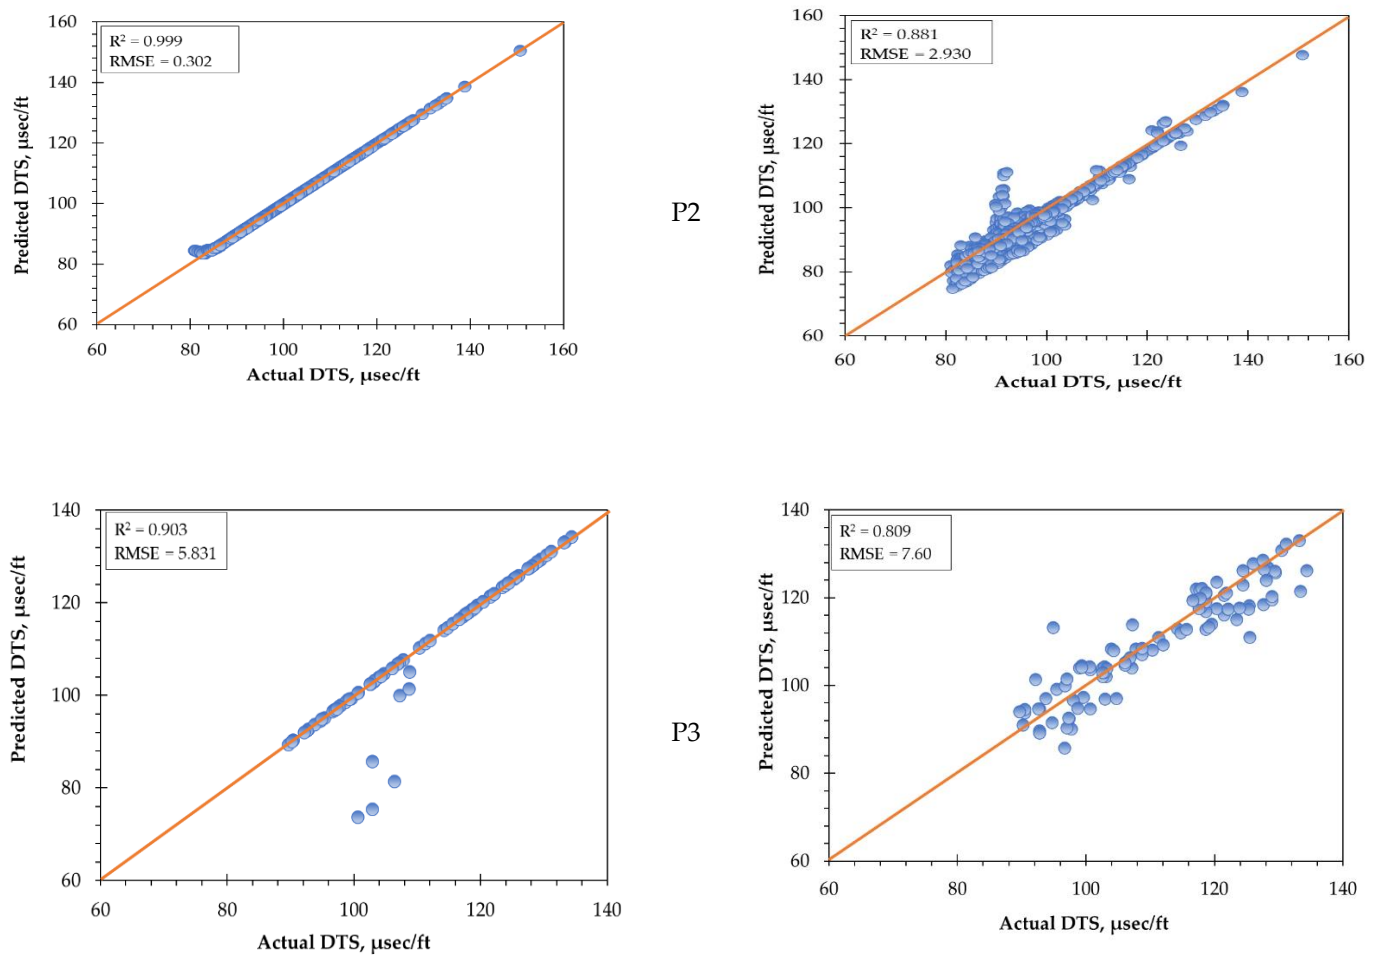 R² = 0.999
RMSE = 0.302
160
140
120
100
80
60
60 80 100 120 140 160
Predicted DTS, µsec/ft
Actual DTS, µsec/ft
P2
R² = 0.881
RMSE = 2.930
160
140
120
100
80
60
60 80 100 120 140 160
Predicted DTS, µsec/ft
Actual DTS, µsec/ft
R² = 0.903
RMSE = 5.831
140
120
100
80
60
60 80 100 120 140
Predicted DTS, µsec/ft
Actual DTS, µsec/ft
P3
R² = 0.809
RMSE = 7.60
140
120
100
80
60
60 80 100 120 140
Predicted DTS, µsec/ft
Actual DTS, µsec/ft